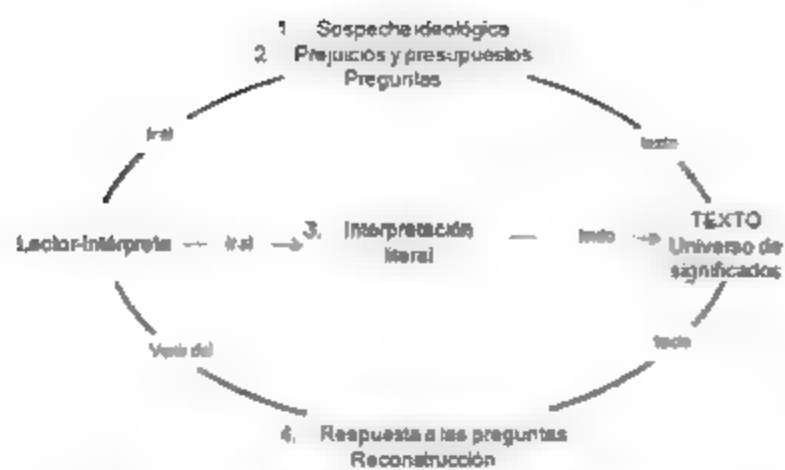 1 Sospecha ideológica
2 Prejuicios y presupuestos
Preguntas
texto
Lector-Intérprete
3. Interpretación
literal
texto
TEXTO
Universo de
significados
texto
4. Respuesta a las preguntas
Reconstrucción